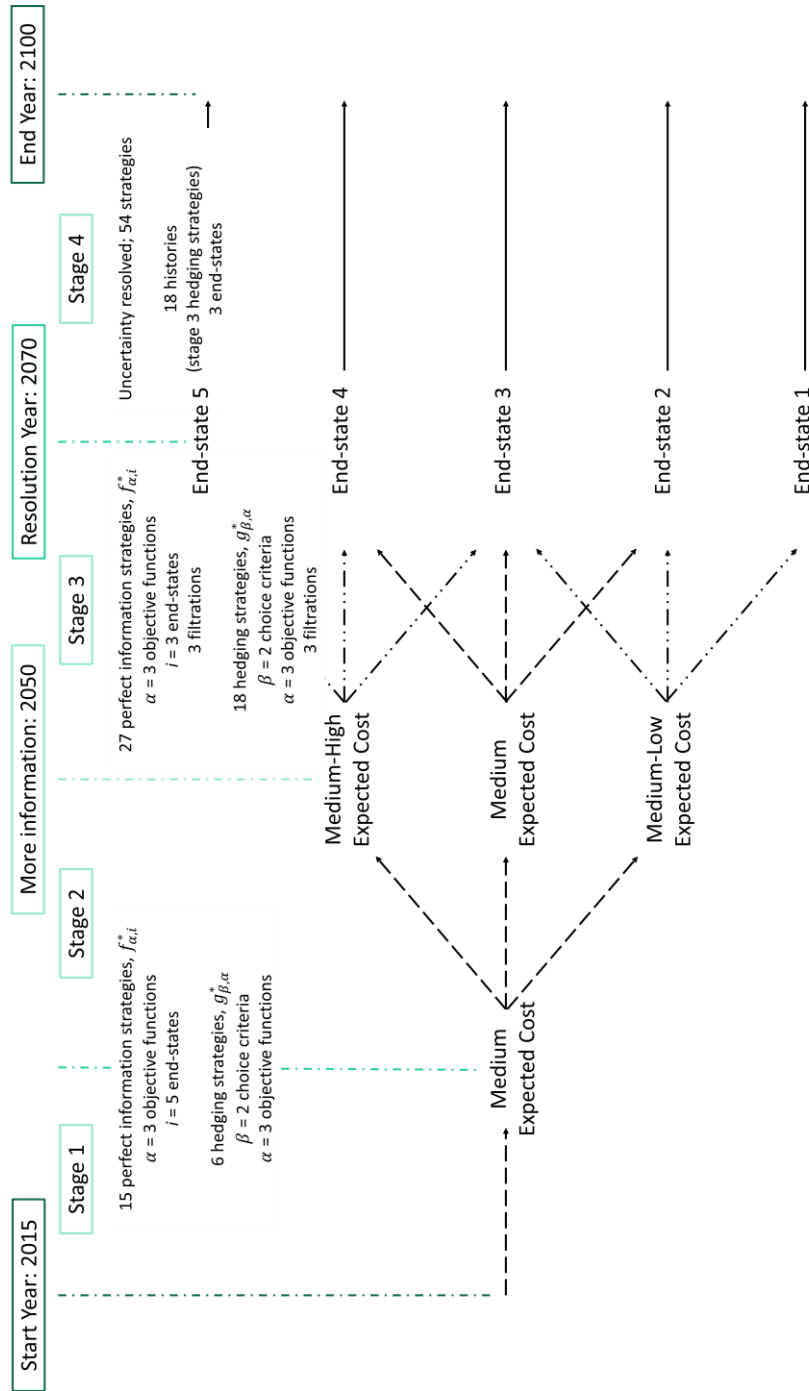 Start Year: 2015
More information: 2050
Resolution Year: 2070
End Year: 2100
Stage 1
Stage 2
Stage 3
Stage 4
15 perfect information strategies, f*α,i
α = 3 objective functions
i = 5 end-states
6 hedging strategies, g*β,α
β = 2 choice criteria
α = 3 objective functions
27 perfect information strategies, f*α,i
α = 3 objective functions
i = 3 end-states
3 filtrations
18 hedging strategies, g*β,α
β = 2 choice criteria
α = 3 objective functions
3 filtrations
Uncertainty resolved; 54 strategies
18 histories
(stage 3 hedging strategies)
3 end-states
End-state 5
Medium-High
Expected Cost
End-state 4
Medium
Expected Cost
Medium
Expected Cost
End-state 3
Medium-Low
Expected Cost
End-state 2
End-state 1